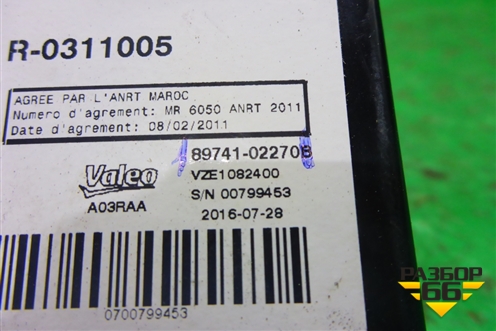 R-0311005
AGREE PAR L'ANRT MAROC
Numero d'agrement: MR 6050 ANRT 2011
Date d'agrement: 08/02/2011
89741-02270B
Valeo
VZE1082400
S/N 00799453
A03RAA
2016-07-28
0700799453
РАЗБОР
66